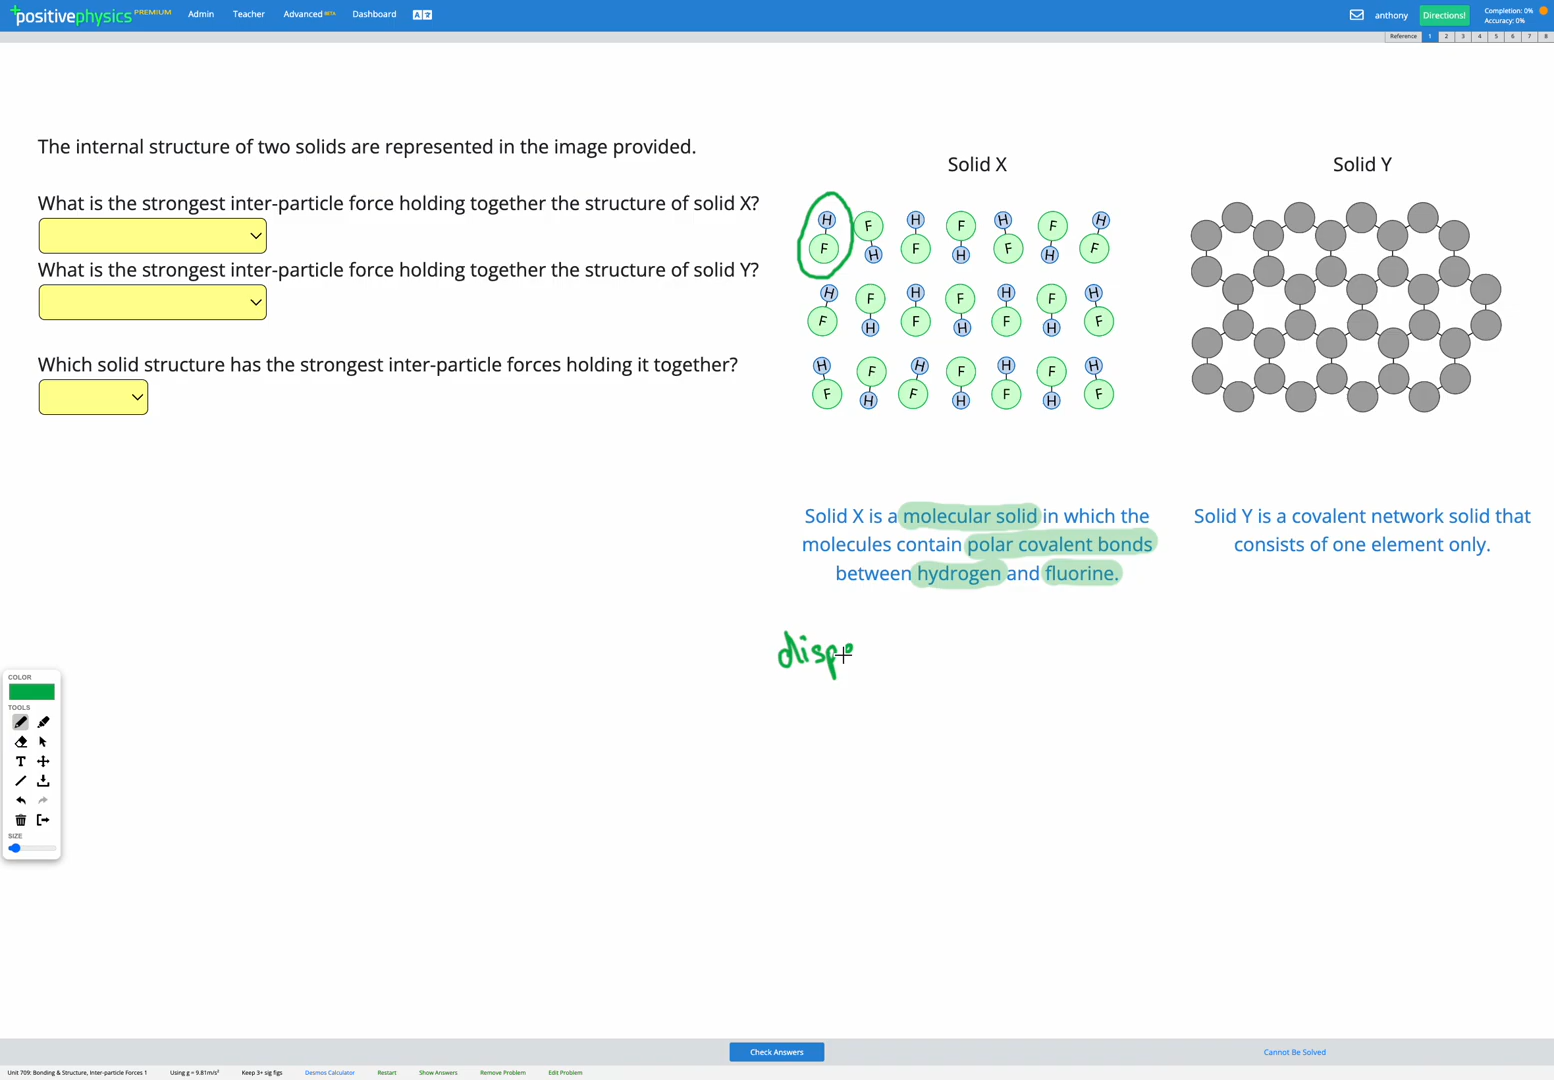 +positivephysics PREMIUM Admin Teacher Advanced BETA Dashboard A anthony Directions! Completion: 0%
Accuracy: 0%
Reference 1 2 3 4 5 6 7 8
The internal structure of two solids are represented in the image provided.
What is the strongest inter-particle force holding together the structure of solid X?
What is the strongest inter-particle force holding together the structure of solid Y?
Which solid structure has the strongest inter-particle forces holding it together?
Solid X
H F H F H F H
F H F H F H F
H F H F H F H
F H F H F H F
H F H F H F H
F H F H F H F
Solid Y
Solid X is a molecular solid in which the
molecules contain polar covalent bonds
between hydrogen and fluorine.
Solid Y is a covalent network solid that
consists of one element only.
disp
COLOR
TOOLS
T
SIZE
Check Answers
Cannot Be Solved
Unit 709: Bonding & Structure, Inter-particle Forces 1 Using g = 9.81m/s² Keep 3+ sig figs Desmos Calculator Restart Show Answers Remove Problem Edit Problem